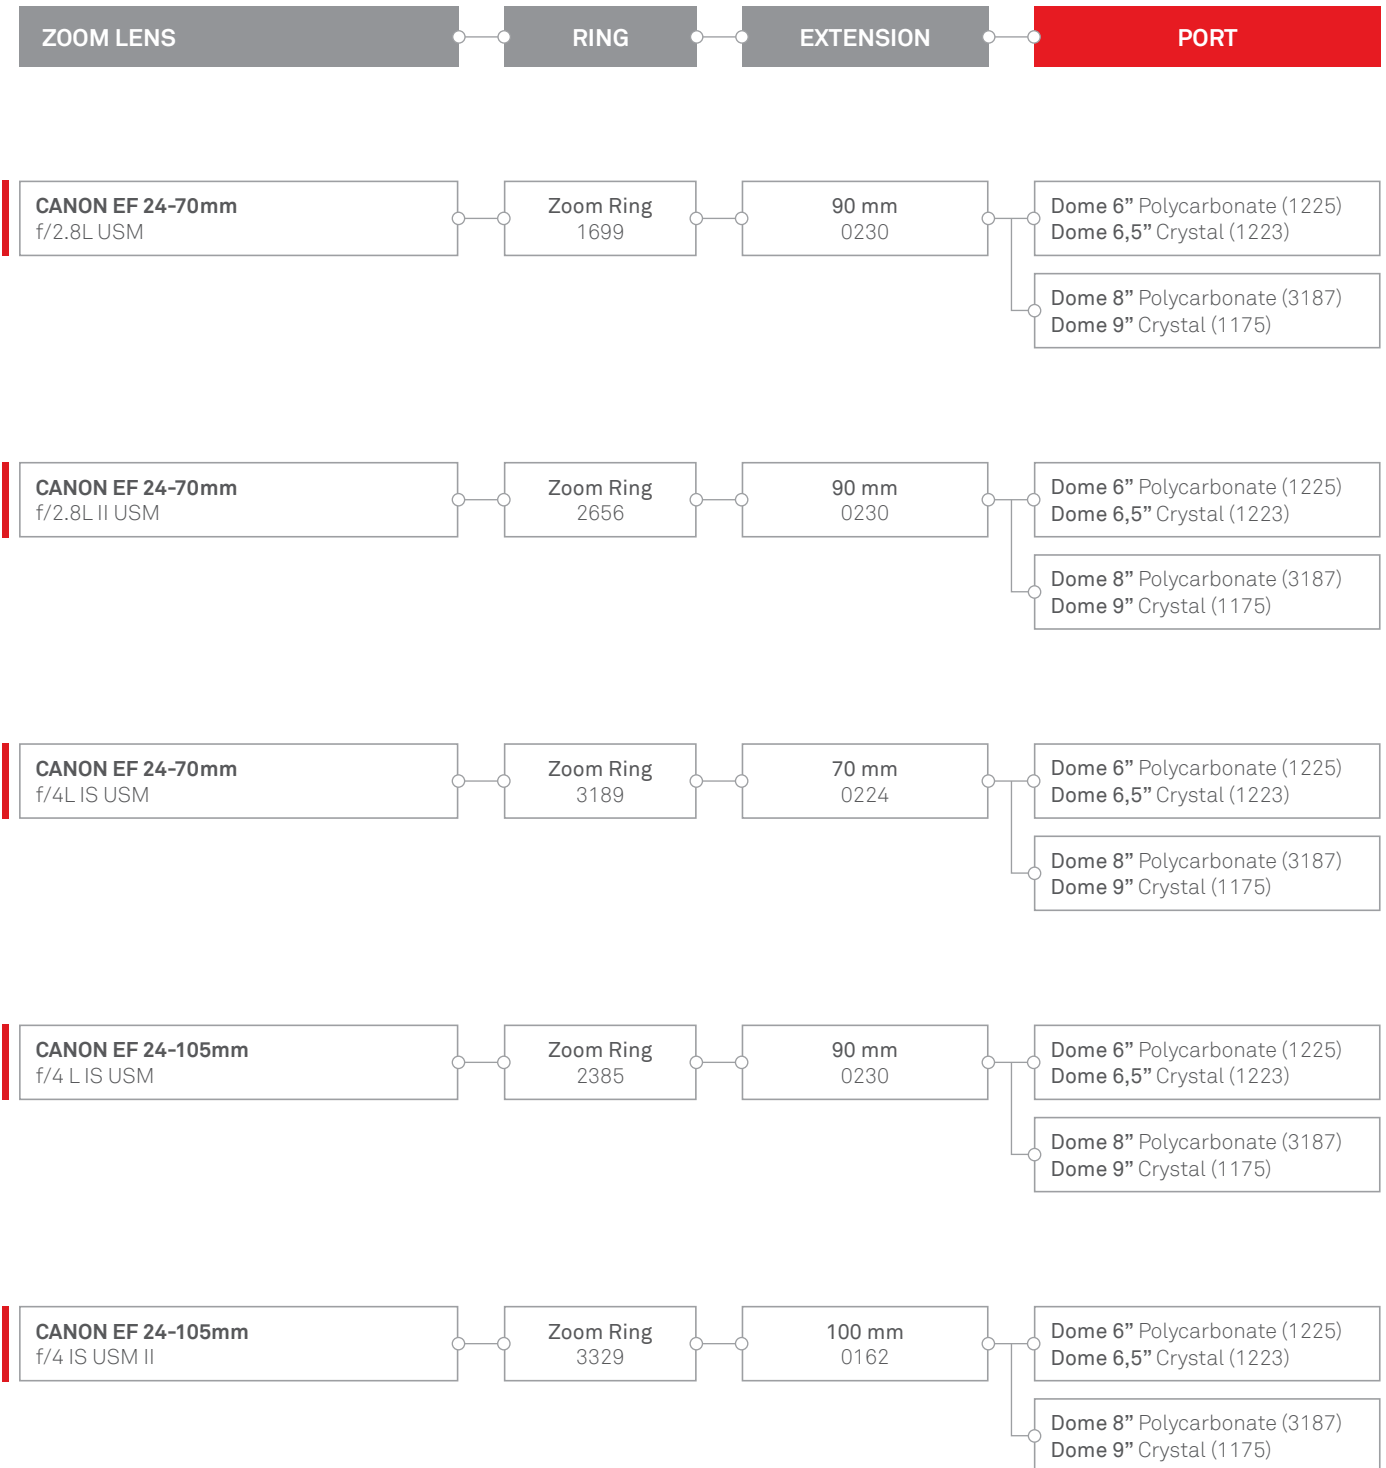 ZOOM LENS
RING
EXTENSION
PORT
CANON EF 24-70mm
f/2.8L USM
Zoom Ring
1699
90 mm
0230
Dome 6” Polycarbonate (1225)
Dome 6,5” Crystal (1223)
Dome 8” Polycarbonate (3187)
Dome 9” Crystal (1175)
CANON EF 24-70mm
f/2.8L II USM
Zoom Ring
2656
90 mm
0230
Dome 6” Polycarbonate (1225)
Dome 6,5” Crystal (1223)
Dome 8” Polycarbonate (3187)
Dome 9” Crystal (1175)
CANON EF 24-70mm
f/4L IS USM
Zoom Ring
3189
70 mm
0224
Dome 6” Polycarbonate (1225)
Dome 6,5” Crystal (1223)
Dome 8” Polycarbonate (3187)
Dome 9” Crystal (1175)
CANON EF 24-105mm
f/4 L IS USM
Zoom Ring
2385
90 mm
0230
Dome 6” Polycarbonate (1225)
Dome 6,5” Crystal (1223)
Dome 8” Polycarbonate (3187)
Dome 9” Crystal (1175)
CANON EF 24-105mm
f/4 IS USM II
Zoom Ring
3329
100 mm
0162
Dome 6” Polycarbonate (1225)
Dome 6,5” Crystal (1223)
Dome 8” Polycarbonate (3187)
Dome 9” Crystal (1175)